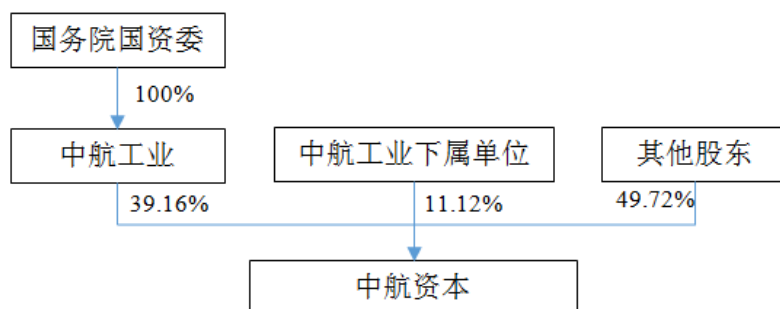 国务院国资委
100%
中航工业
中航工业下属单位
其他股东
39.16%
11.12%
49.72%
中航资本